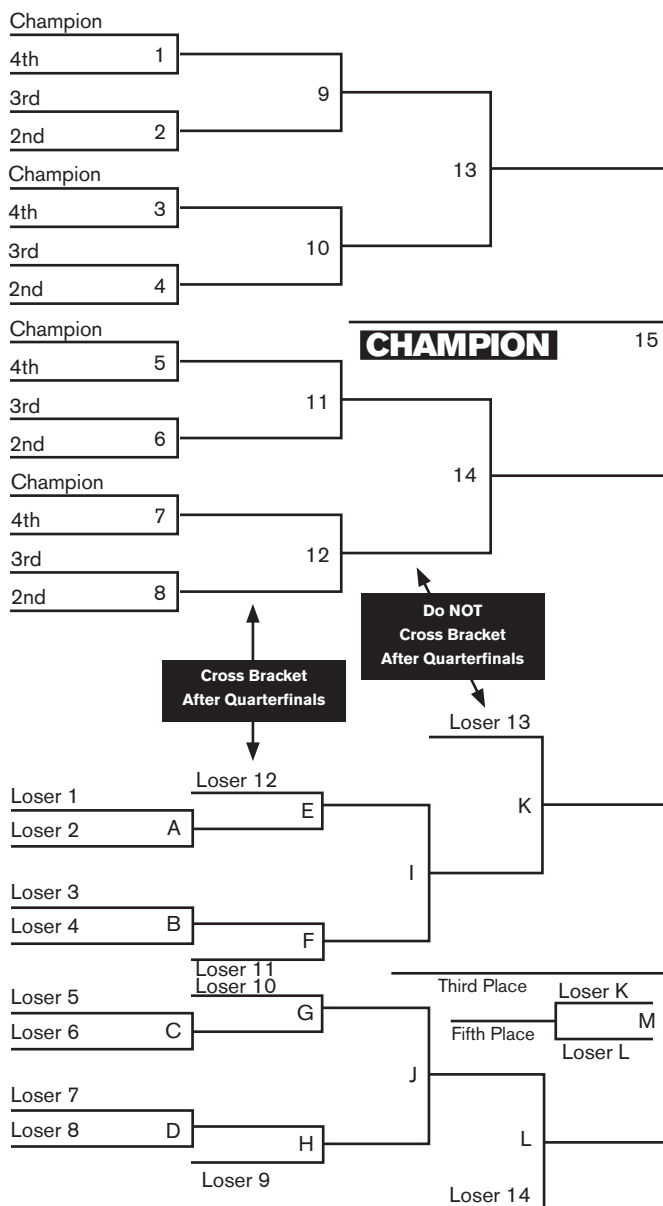 Champion
4th
1
3rd
2nd
2
9
Champion
4th
3
3rd
2nd
4
10
13
Champion
4th
5
3rd
2nd
6
11
Champion
4th
7
3rd
2nd
8
12
14
CHAMPION
15
Cross Bracket
After Quarterfinals
Do NOT
Cross Bracket
After Quarterfinals
Loser 13
K
Loser 12
E
Loser 1
Loser 2
A
I
Loser 3
Loser 4
B
F
Loser 11
Loser 10
G
Third Place
Loser K
M
Fifth Place
Loser L
Loser 5
Loser 6
C
J
Loser 7
Loser 8
D
H
Loser 9
L
Loser 14